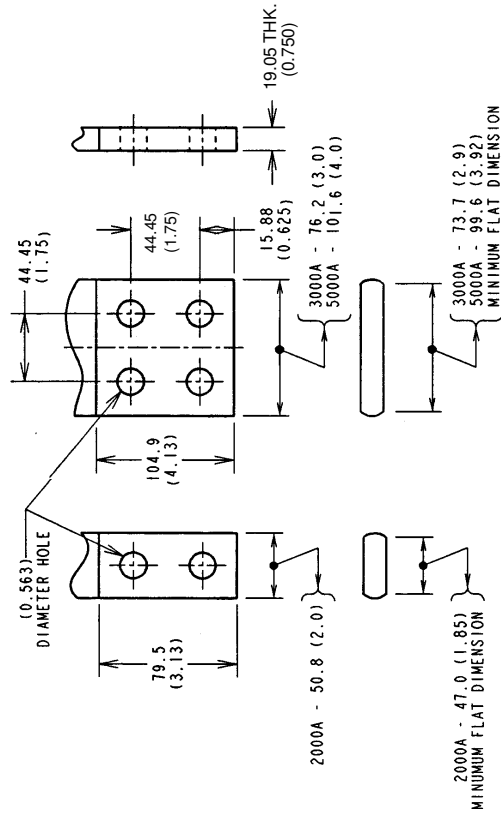 (0.563)
DIAMETER HOLE
79.5
(3.13)
2000A - 50.8 (2.0)
2000A - 47.0 (1.85)
MINUMUM FLAT DIMENSION
104.9
(4.13)
44.45
(1.75)
44.45
(1.75)
15.88
(0.625)
3000A - 76.2 (3.0)
5000A - 101.6 (4.0)
3000A - 73.7 (2.9)
5000A - 99.6 (3.92)
MINIMUM FLAT DIMENSION
19.05 THK.
(0.750)